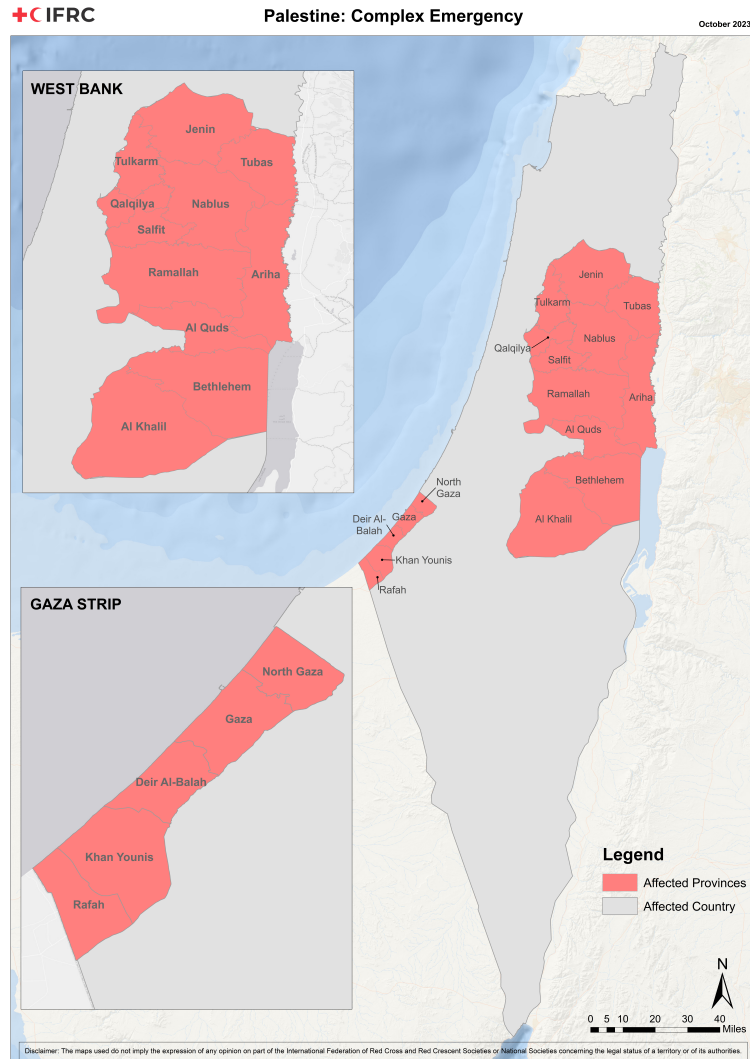 IFRC
Palestine: Complex Emergency
October 2023
WEST BANK
Jenin
Tulkarm
Tubas
Qalqilya
Nablus
Salfit
Ramallah
Ariha
Al Quds
Bethlehem
Al Khalil
Jenin
Tulkarm
Tubas
Nablus
Qalqilya
Salfit
Ramallah
Ariha
Al Quds
Bethlehem
Al Khalil
North
Gaza
Gaza
Deir Al-
Balah
Khan Younis
Rafah
GAZA STRIP
North Gaza
Gaza
Deir Al-Balah
Khan Younis
Rafah
Legend
Affected Provinces
Affected Country
N
0 5 10 20 30 40
Miles
Disclaimer: The maps used do not imply the expression of any opinion on part of the International Federation of Red Cross and Red Crescent Societies or National Societies concerning the legal status of a territory or of its authorities.